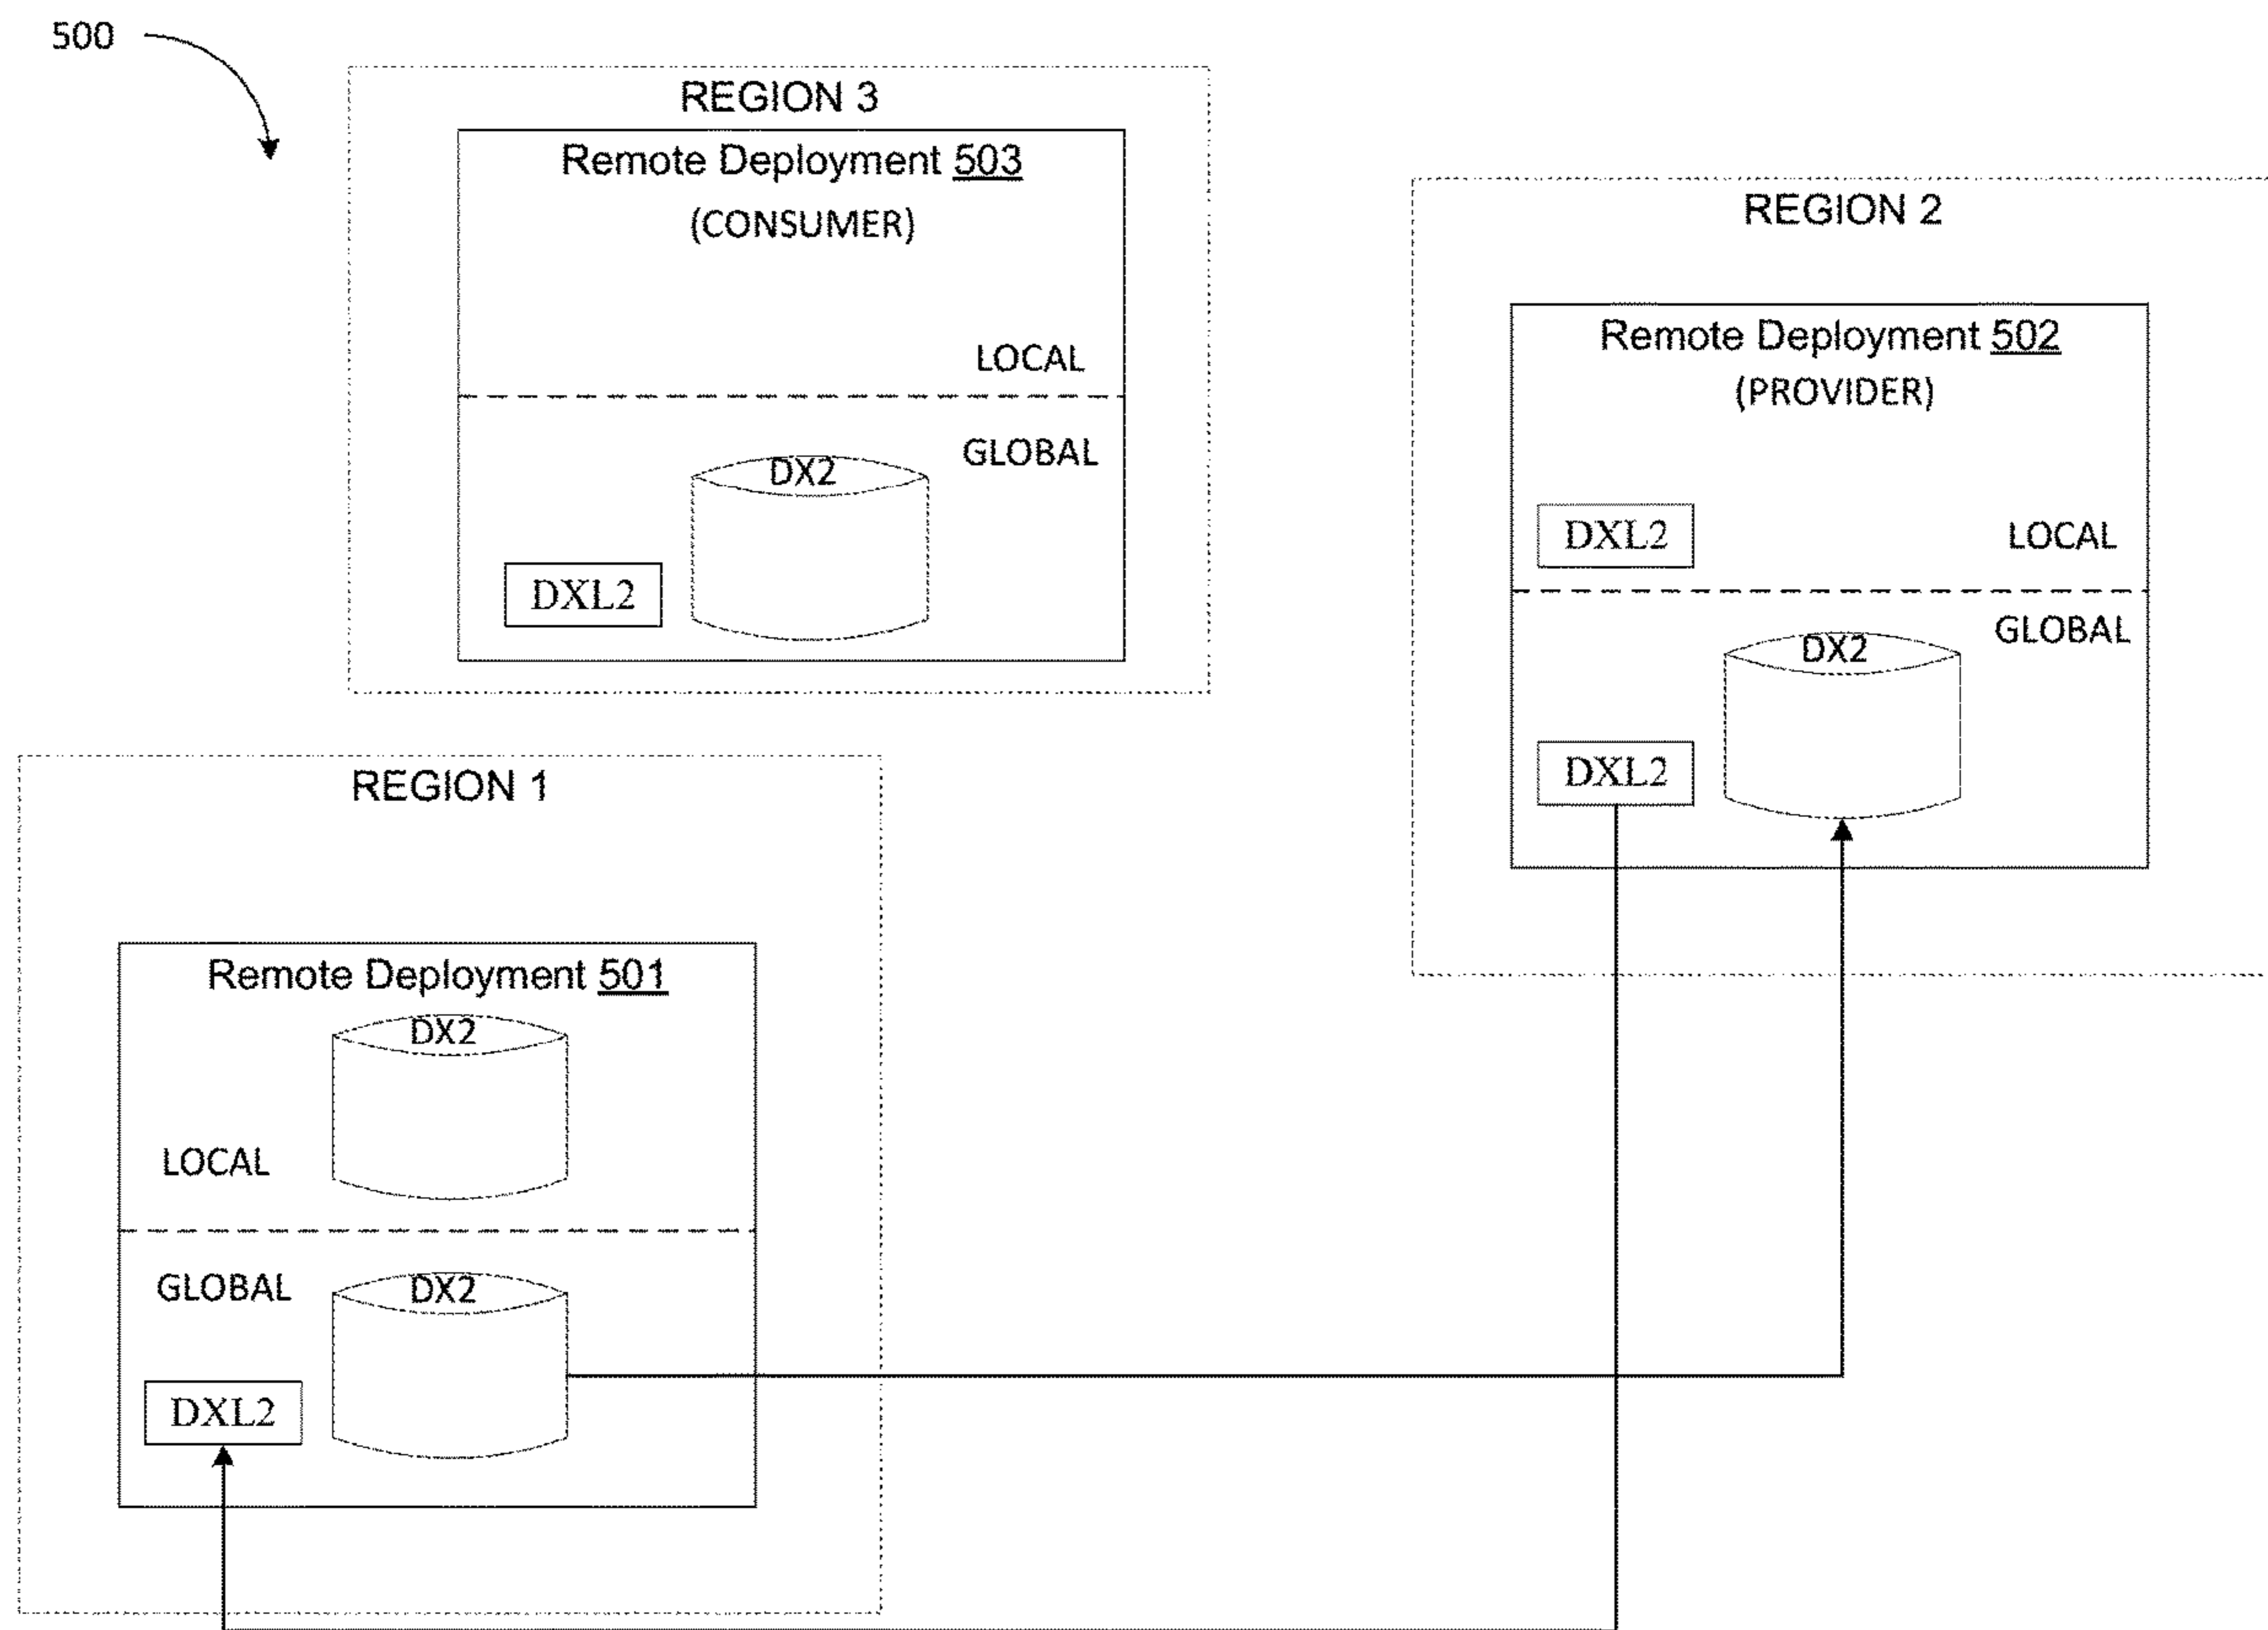 500
REGION 3
Remote Deployment 503
(CONSUMER)
LOCAL
GLOBAL
DX2
DXL2
REGION 2
Remote Deployment 502
(PROVIDER)
DXL2
LOCAL
GLOBAL
DX2
DXL2
REGION 1
Remote Deployment 501
DX2
LOCAL
GLOBAL
DX2
DXL2